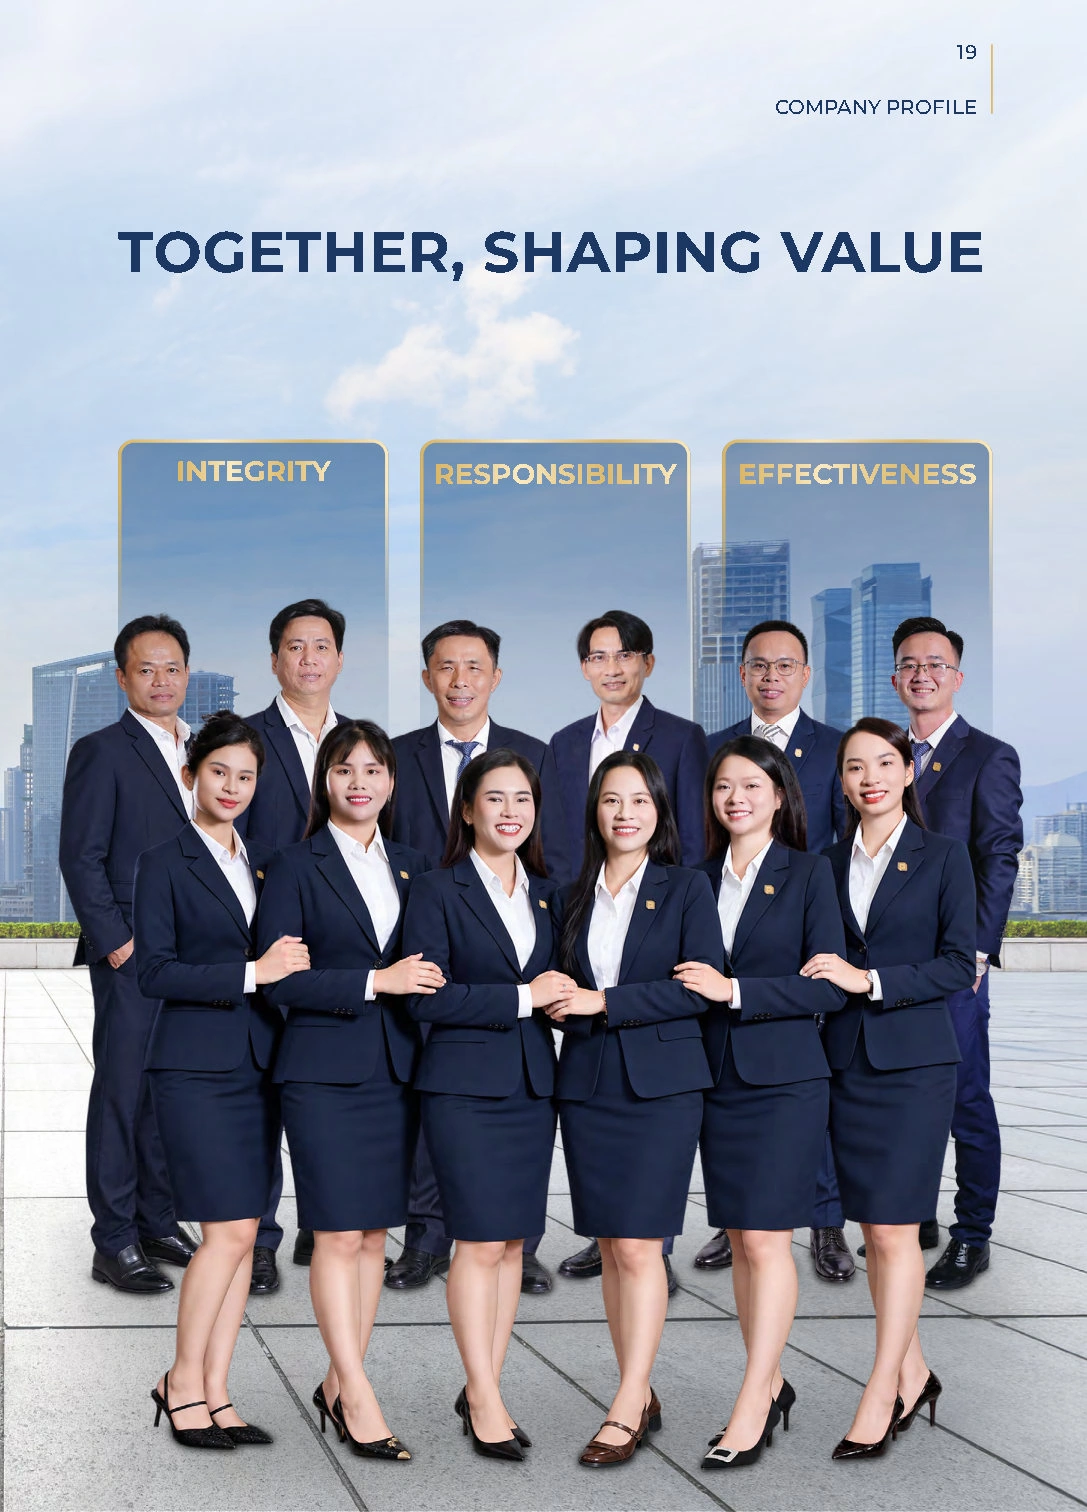 19
COMPANY PROFILE
TOGETHER, SHAPING VALUE
INTEGRITY
RESPONSIBILITY
EFFECTIVENESS